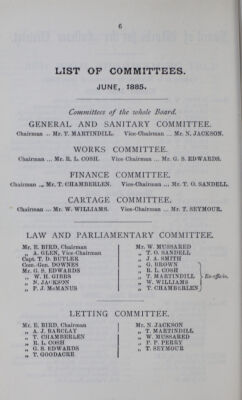 6
LIST OF COMMITTEES.
JUNE, 1885.
Committees of the whole Board.
GENERAL AND SANITARY COMMITTEE.
Chairman ... Mr. T. MARTINDILL. Vice-Chairman ... Mr. N. JACKSON.
WORKS COMMITTEE.
Chairman ... Mr. R. L. COSH. Vice Chairman ... Mr. G. S. EDWARDS.
FINANCE COMMITTEE.
Chairman ... Mr. T. CHAMBERLEN. Vice-Chairman ... Mr. T. O. SANDELL.
CARTAGE COMMITTEE.
Chairman ... Mr. W. WILLIAMS. Vice-Chairman ... Mr. T. SEYMOUR.
LAW AND PARLIAMENTARY COMMITTEE.
Mr. E. BIRD, Chairman
„ A. GLEN, Vice-Chairman
Capt. T. D. BUTLER
Com.-Gen. DOWNES
Mr. G. S. EDWARDS
„ W. H. GIBBS
„ N. JACKSON
„ P. J. McMANUS
Mr. W. MUSSARED
„ T. O. SANDELL
„ J. A. SMITH
„ G. BROWN
„ R. L. COSH
„ T. MARTINDILL
„ W. WILLIAMS
„ T. CHAMBERLEN
Ex-officio.
LETTING COMMITTEE.
Mr. E. BIRD, Chairman
„ A. J. BARCLAY
„ T. CHAMBERLEN
„ R. L. COSH
„ G. S. EDWARDS
„ T. GOODACRE
Mr. N. JACKSON
„ T. MARTINDILL
„ W. MUSSARED
„ P. P. PERRY
„ T. SEYMOUR